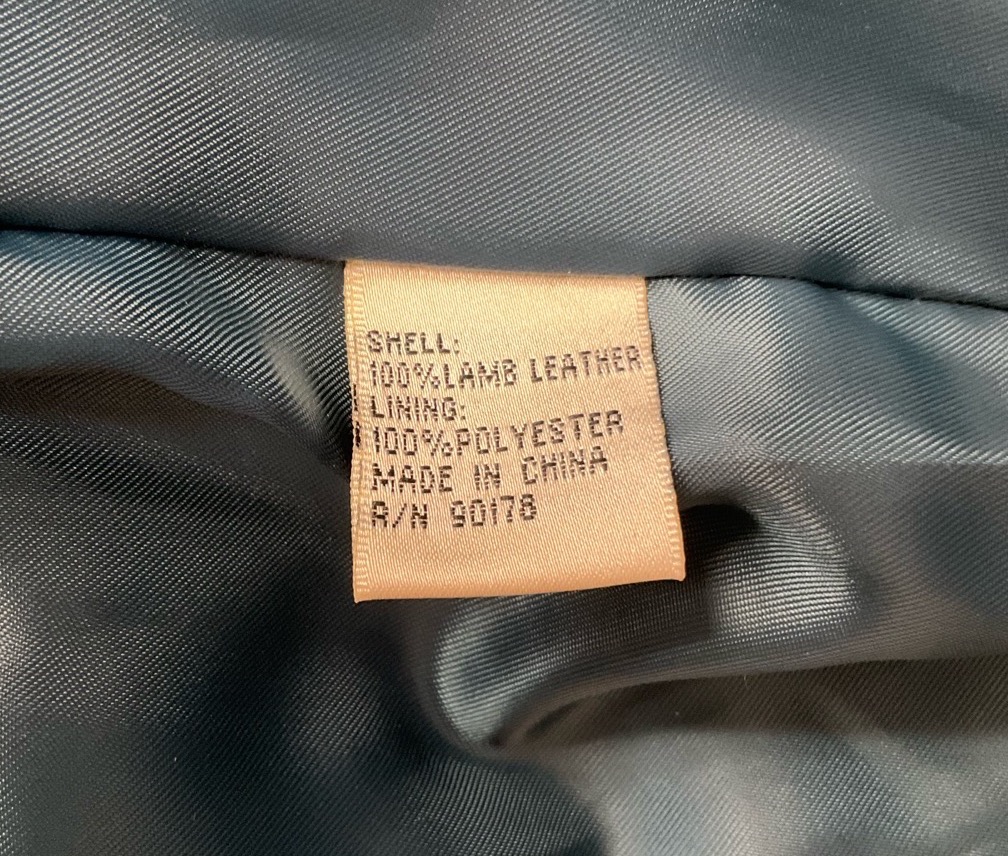 SHELL:
100%LAMB LEATHER
LINING:
100%POLYESTER
MADE IN CHINA
R/N 90178